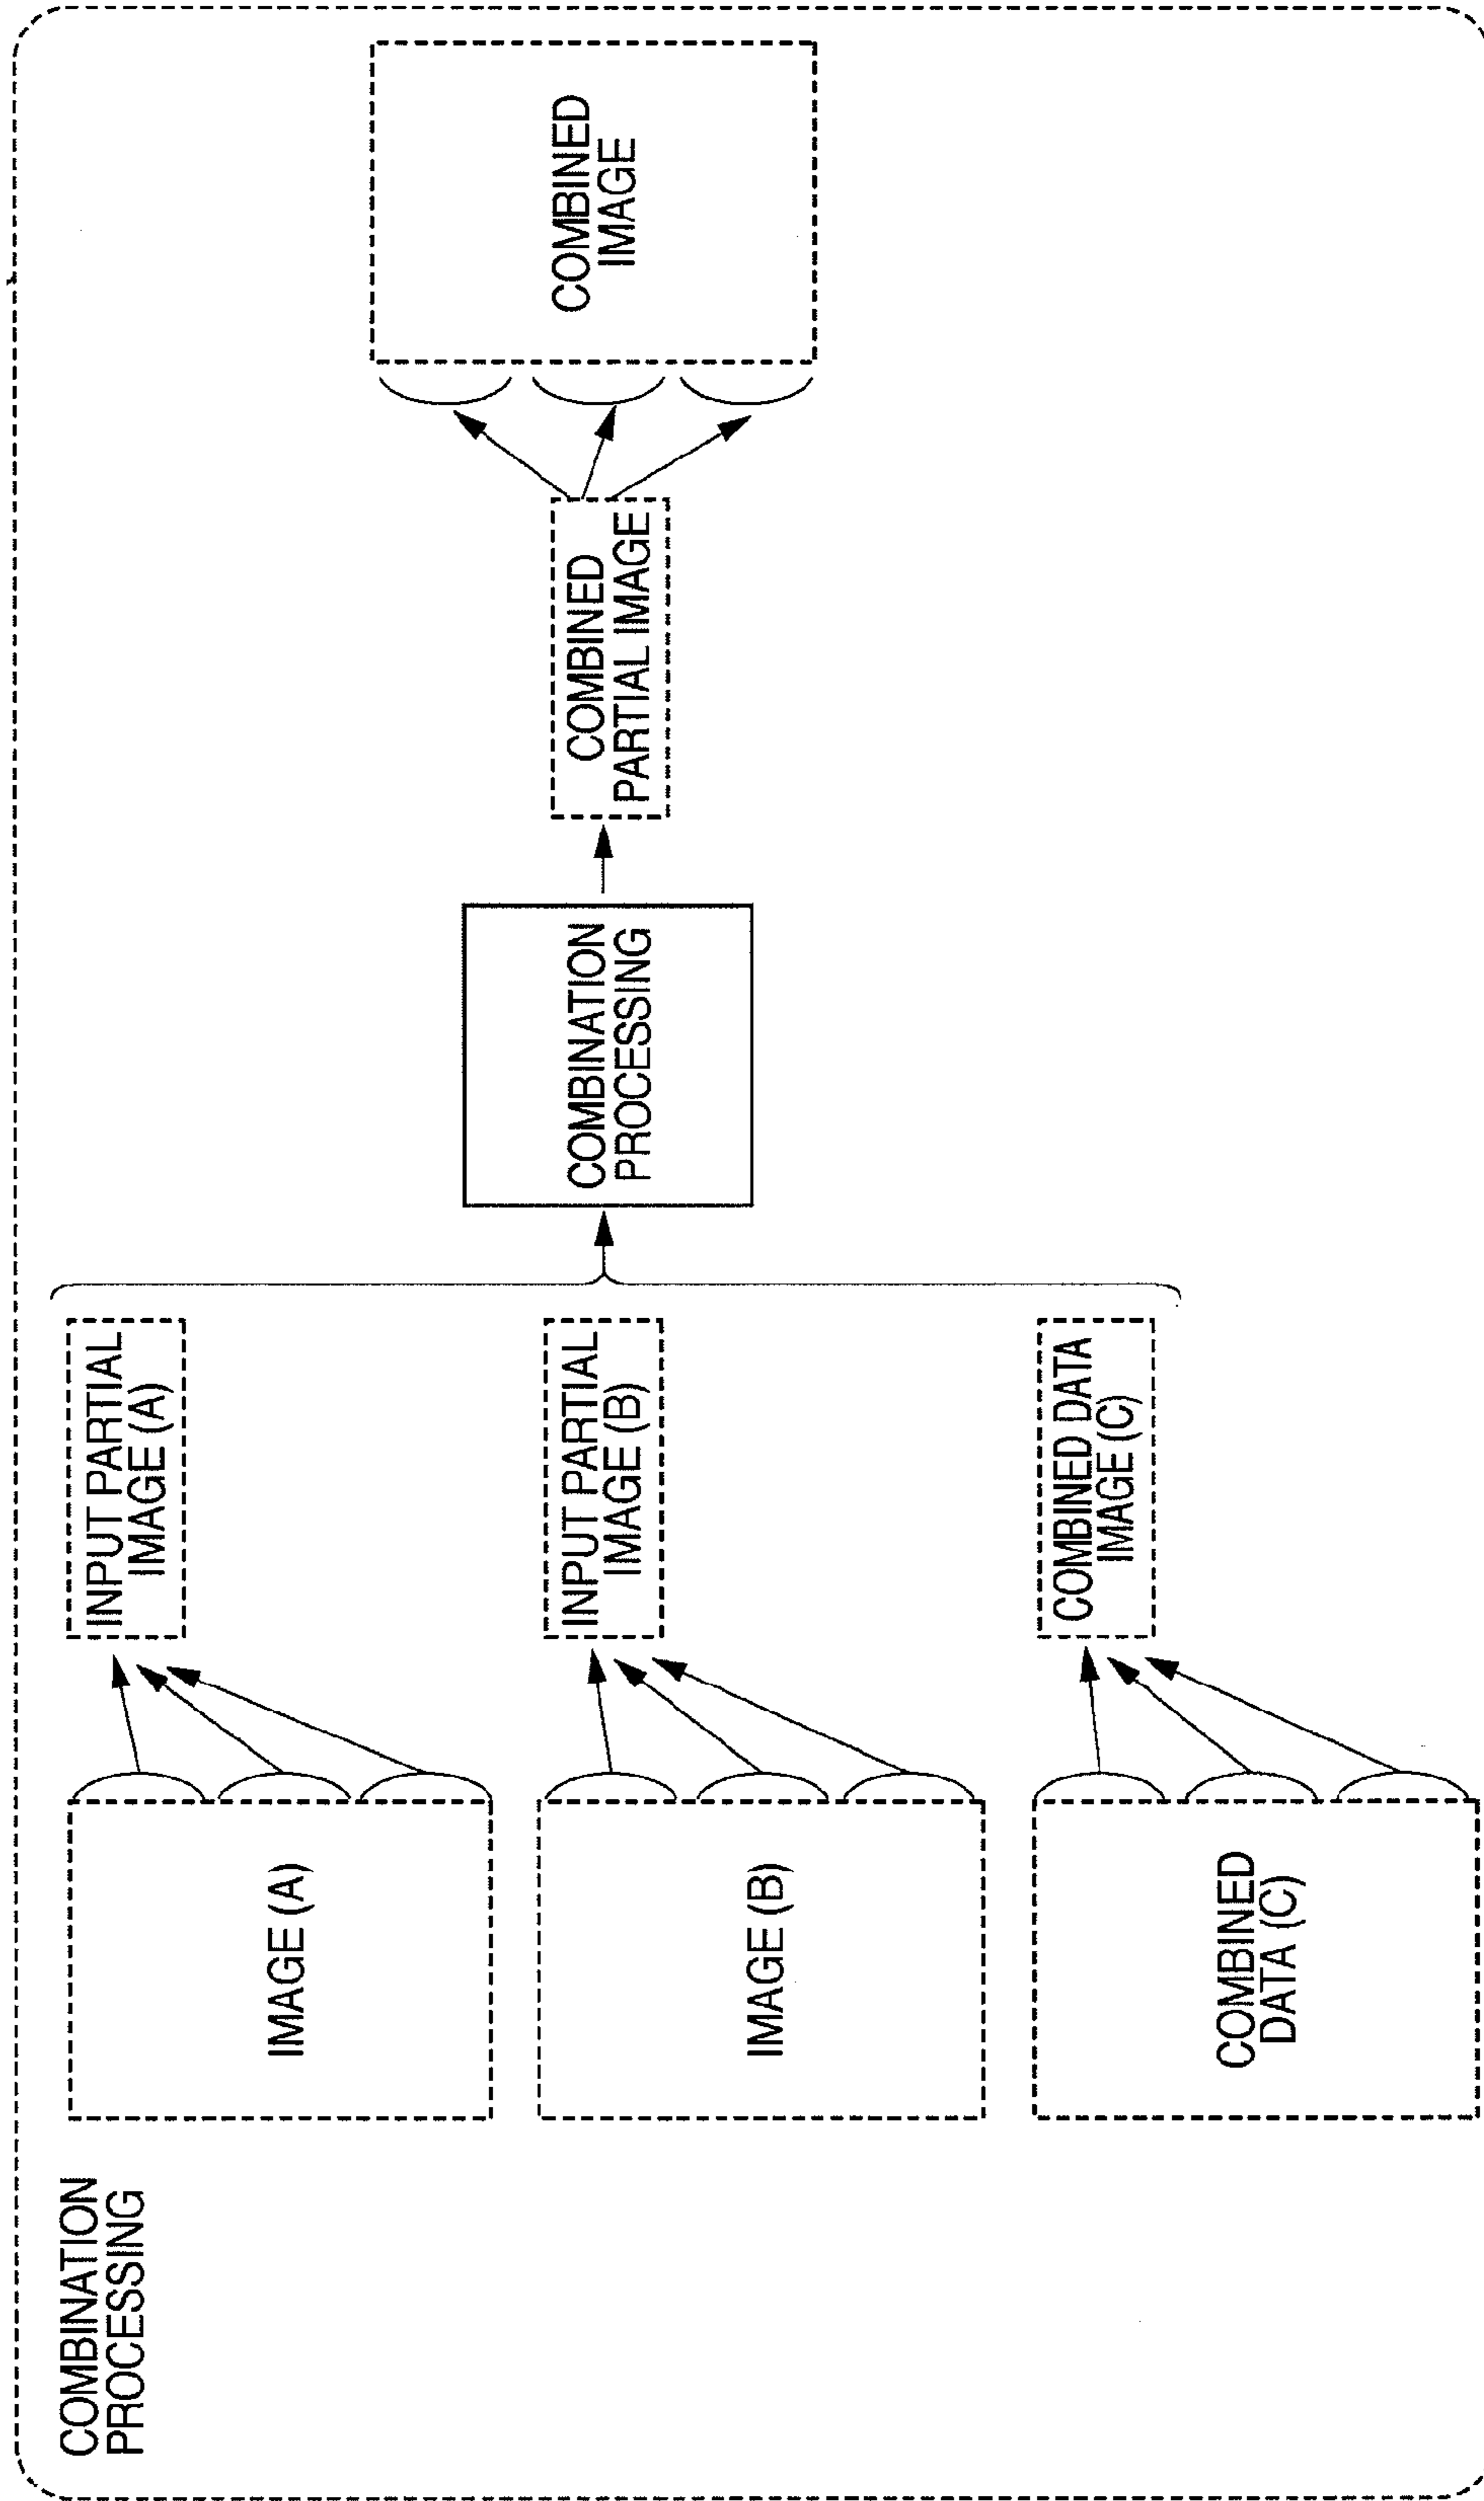 COMBINATION
PROCESSING
IMAGE (A)
INPUT PARTIAL
IMAGE (A)
IMAGE (B)
INPUT PARTIAL
IMAGE (B)
COMBINED
DATA (C)
COMBINED DATA
IMAGE (C)
COMBINATION
PROCESSING
COMBINED
PARTIAL IMAGE
COMBINED
IMAGE